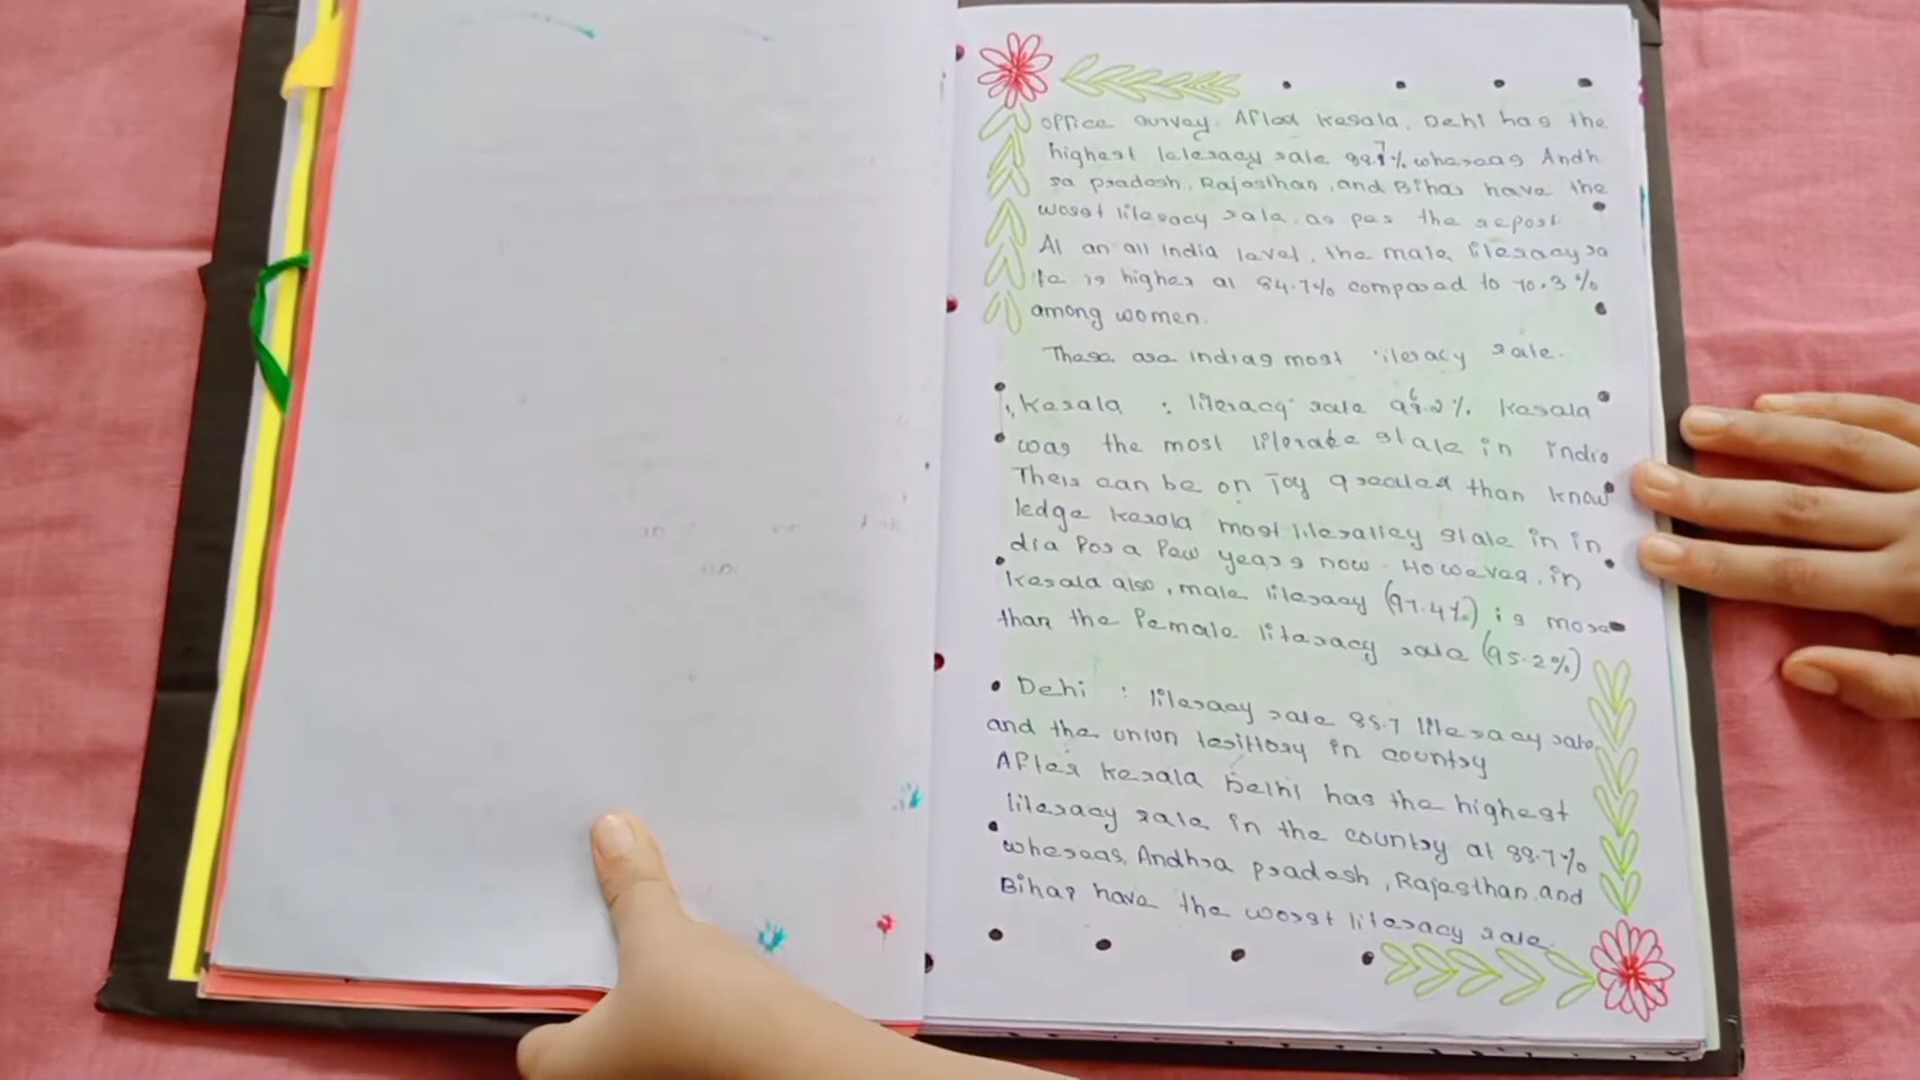 office survey. After Kerala, Dehi has the
highest leteracy rate 88.7% whereas Andh
ra pradesh, Rajasthan, and Bihar have the
worst literacy rate, as per the report.
At an all India level, the male literacy ra
te is higher at 84.7% compared to 70.3%
among women.
These are Indias most literacy rate.
1, Kerala : literacy rate 96.2% Kerala
was the most literate state in india
Their can be on joy greated than know
ledge Kerala most literatiey state in in
dia for a few years now. However, in
Kerala also, male literacy (97.4%) is more
than the Female literacy rate (95.2%)
• Dehi : literacy rate 88.7 literacy rate
and the union terittory in country
After Kerala Delhi has the highest
literacy rate in the country at 88.7%
whereas, Andhra pradesh, Rajasthan, and
Bihar have the worst literacy rate.